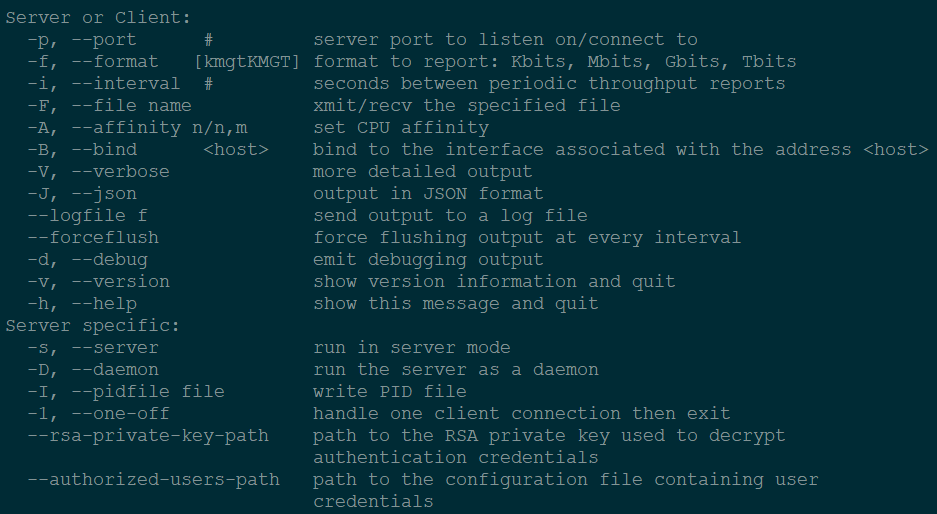 Server or Client:
  -p, --port      #         server port to listen on/connect to
  -f, --format   [kmgtKMGT] format to report: Kbits, Mbits, Gbits, Tbits
  -i, --interval  #         seconds between periodic throughput reports
  -F, --file name           xmit/recv the specified file
  -A, --affinity n/n,m      set CPU affinity
  -B, --bind      <host>    bind to the interface associated with the address <host>
  -V, --verbose             more detailed output
  -J, --json                output in JSON format
  --logfile f               send output to a log file
  --forceflush              force flushing output at every interval
  -d, --debug               emit debugging output
  -v, --version             show version information and quit
  -h, --help                show this message and quit
Server specific:
  -s, --server              run in server mode
  -D, --daemon              run the server as a daemon
  -I, --pidfile file        write PID file
  -1, --one-off             handle one client connection then exit
  --rsa-private-key-path    path to the RSA private key used to decrypt
                            authentication credentials
  --authorized-users-path   path to the configuration file containing user
                            credentials